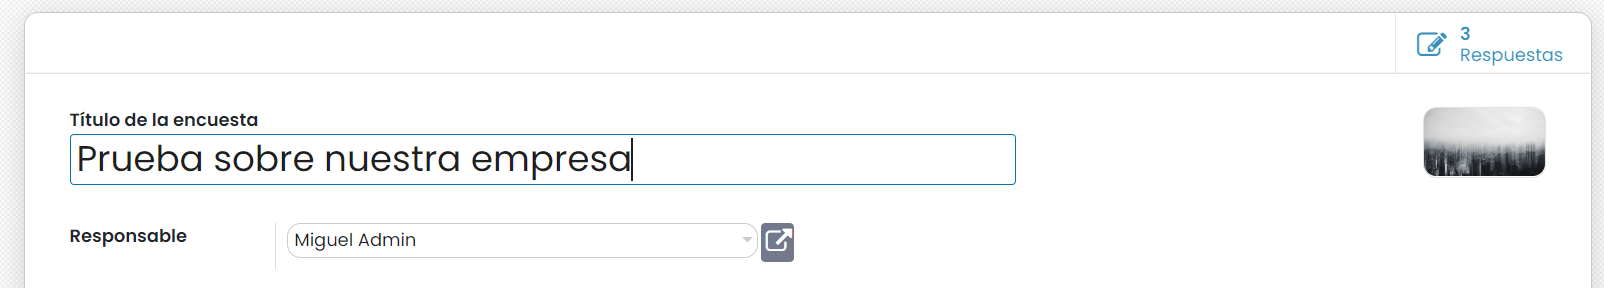 3
Respuestas
Título de la encuesta
Prueba sobre nuestra empresa
Responsable
Miguel Admin